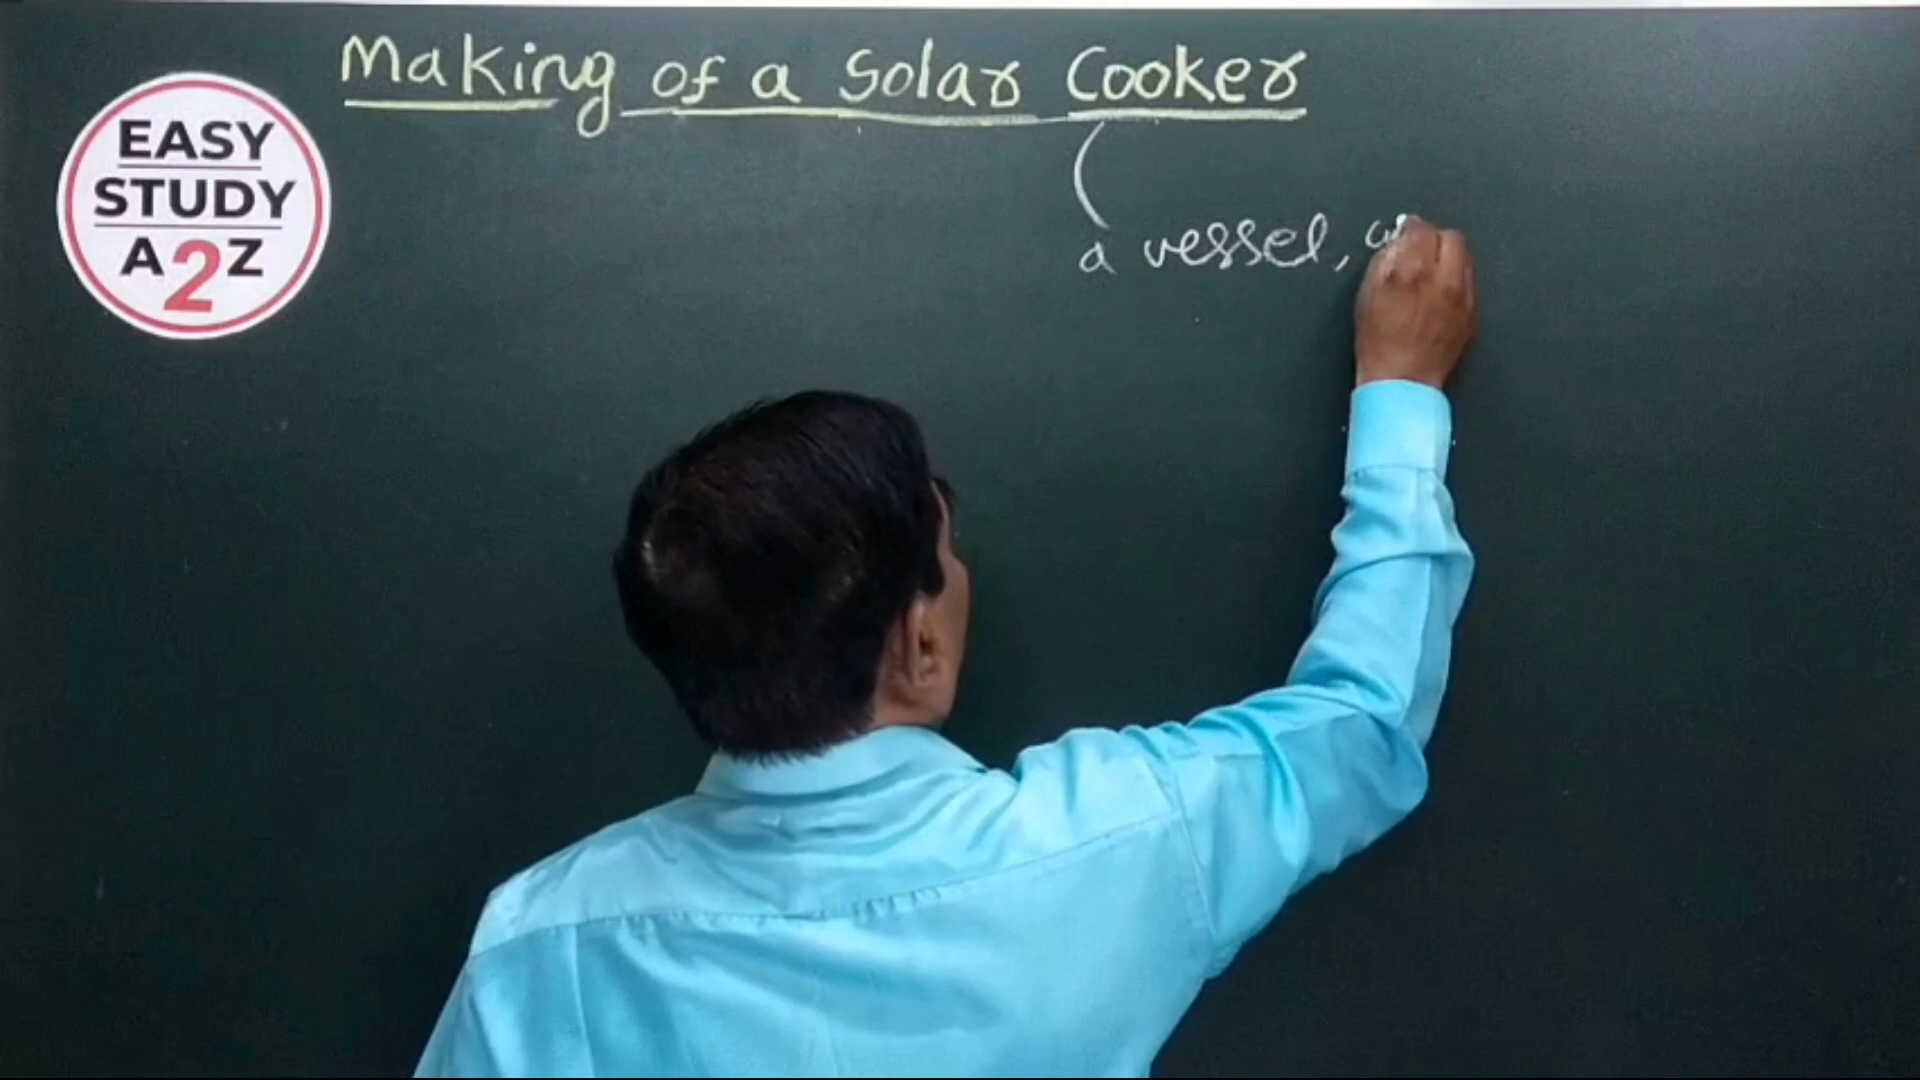 Making of a Solar Cooker
EASY
STUDY
A2Z
a vessel,